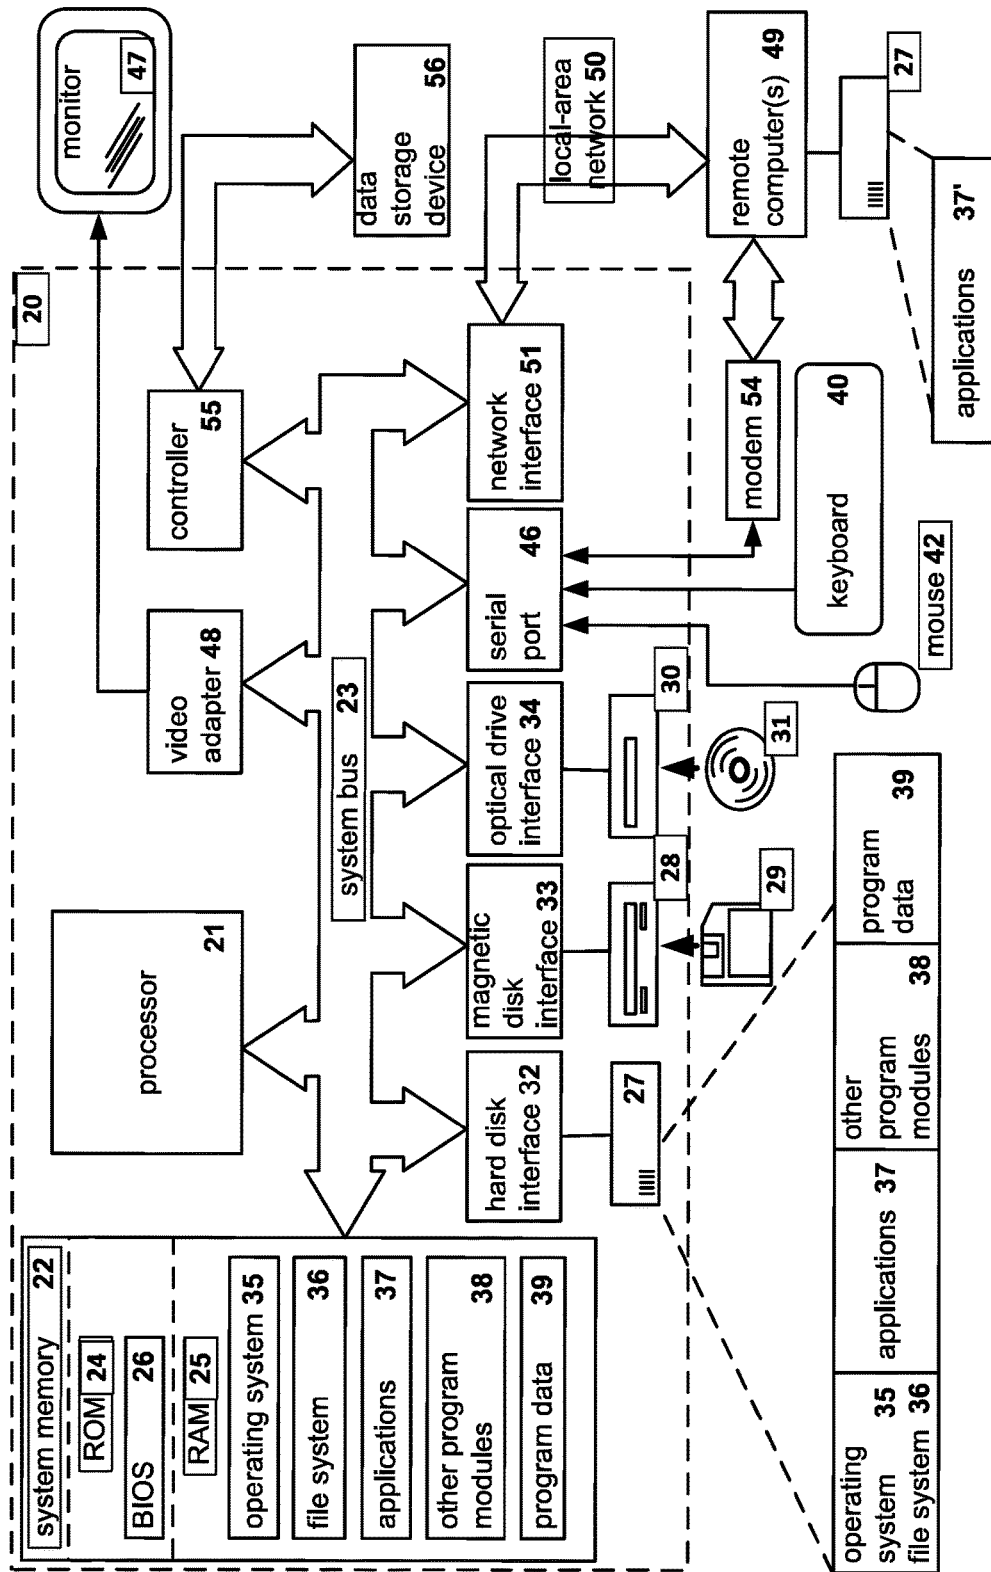 system memory 22
ROM 24
BIOS 26
RAM 25
operating system 35
file system 36
applications 37
other program
modules 38
program data 39
processor
21
video
adapter 48
controller
55
monitor
47
20
system bus 23
data
storage
device 56
hard disk
interface 32
magnetic
disk
interface 33
optical drive
interface 34
serial
port 46
network
interface 51
local-area
network 50
27
28
30
29
31
modem 54
remote
computer(s) 49
27
keyboard
40
mouse 42
operating
system 35
file system 36
applications 37
other
program
modules 38
program
data 39
applications 37'